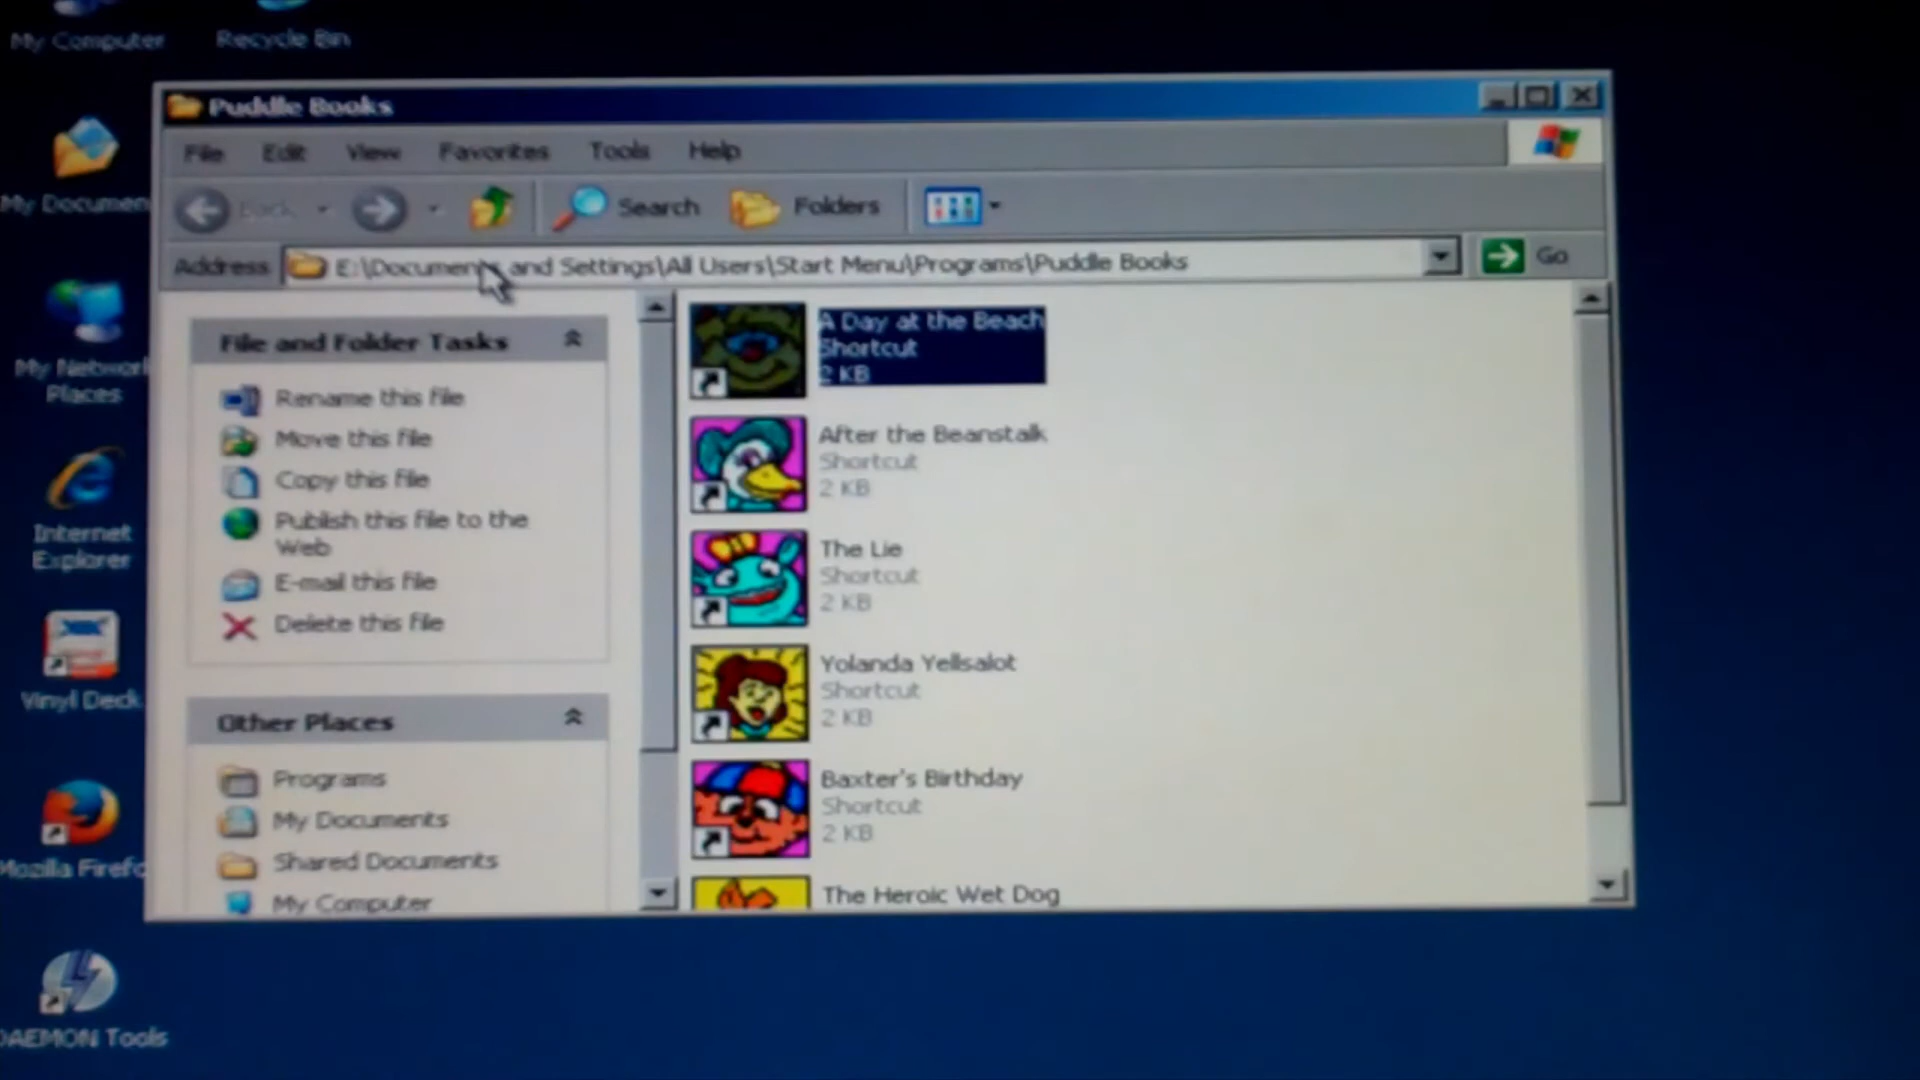 My Computer
Recycle Bin
Puddle Books
File Edit View Favorites Tools Help
Back Search Folders
Address E:\Documents and Settings\All Users\Start Menu\Programs\Puddle Books Go
My Documen
My Network
Places
Internet
Explorer
Vinyl Deck
Mozilla Firefo
DAEMON Tools
File and Folder Tasks
Rename this file
Move this file
Copy this file
Publish this file to the
Web
E-mail this file
Delete this file
Other Places
Programs
My Documents
Shared Documents
My Computer
A Day at the Beach
Shortcut
2 KB
After the Beanstalk
Shortcut
2 KB
The Lie
Shortcut
2 KB
Yolanda Yellsalot
Shortcut
2 KB
Baxter's Birthday
Shortcut
2 KB
The Heroic Wet Dog